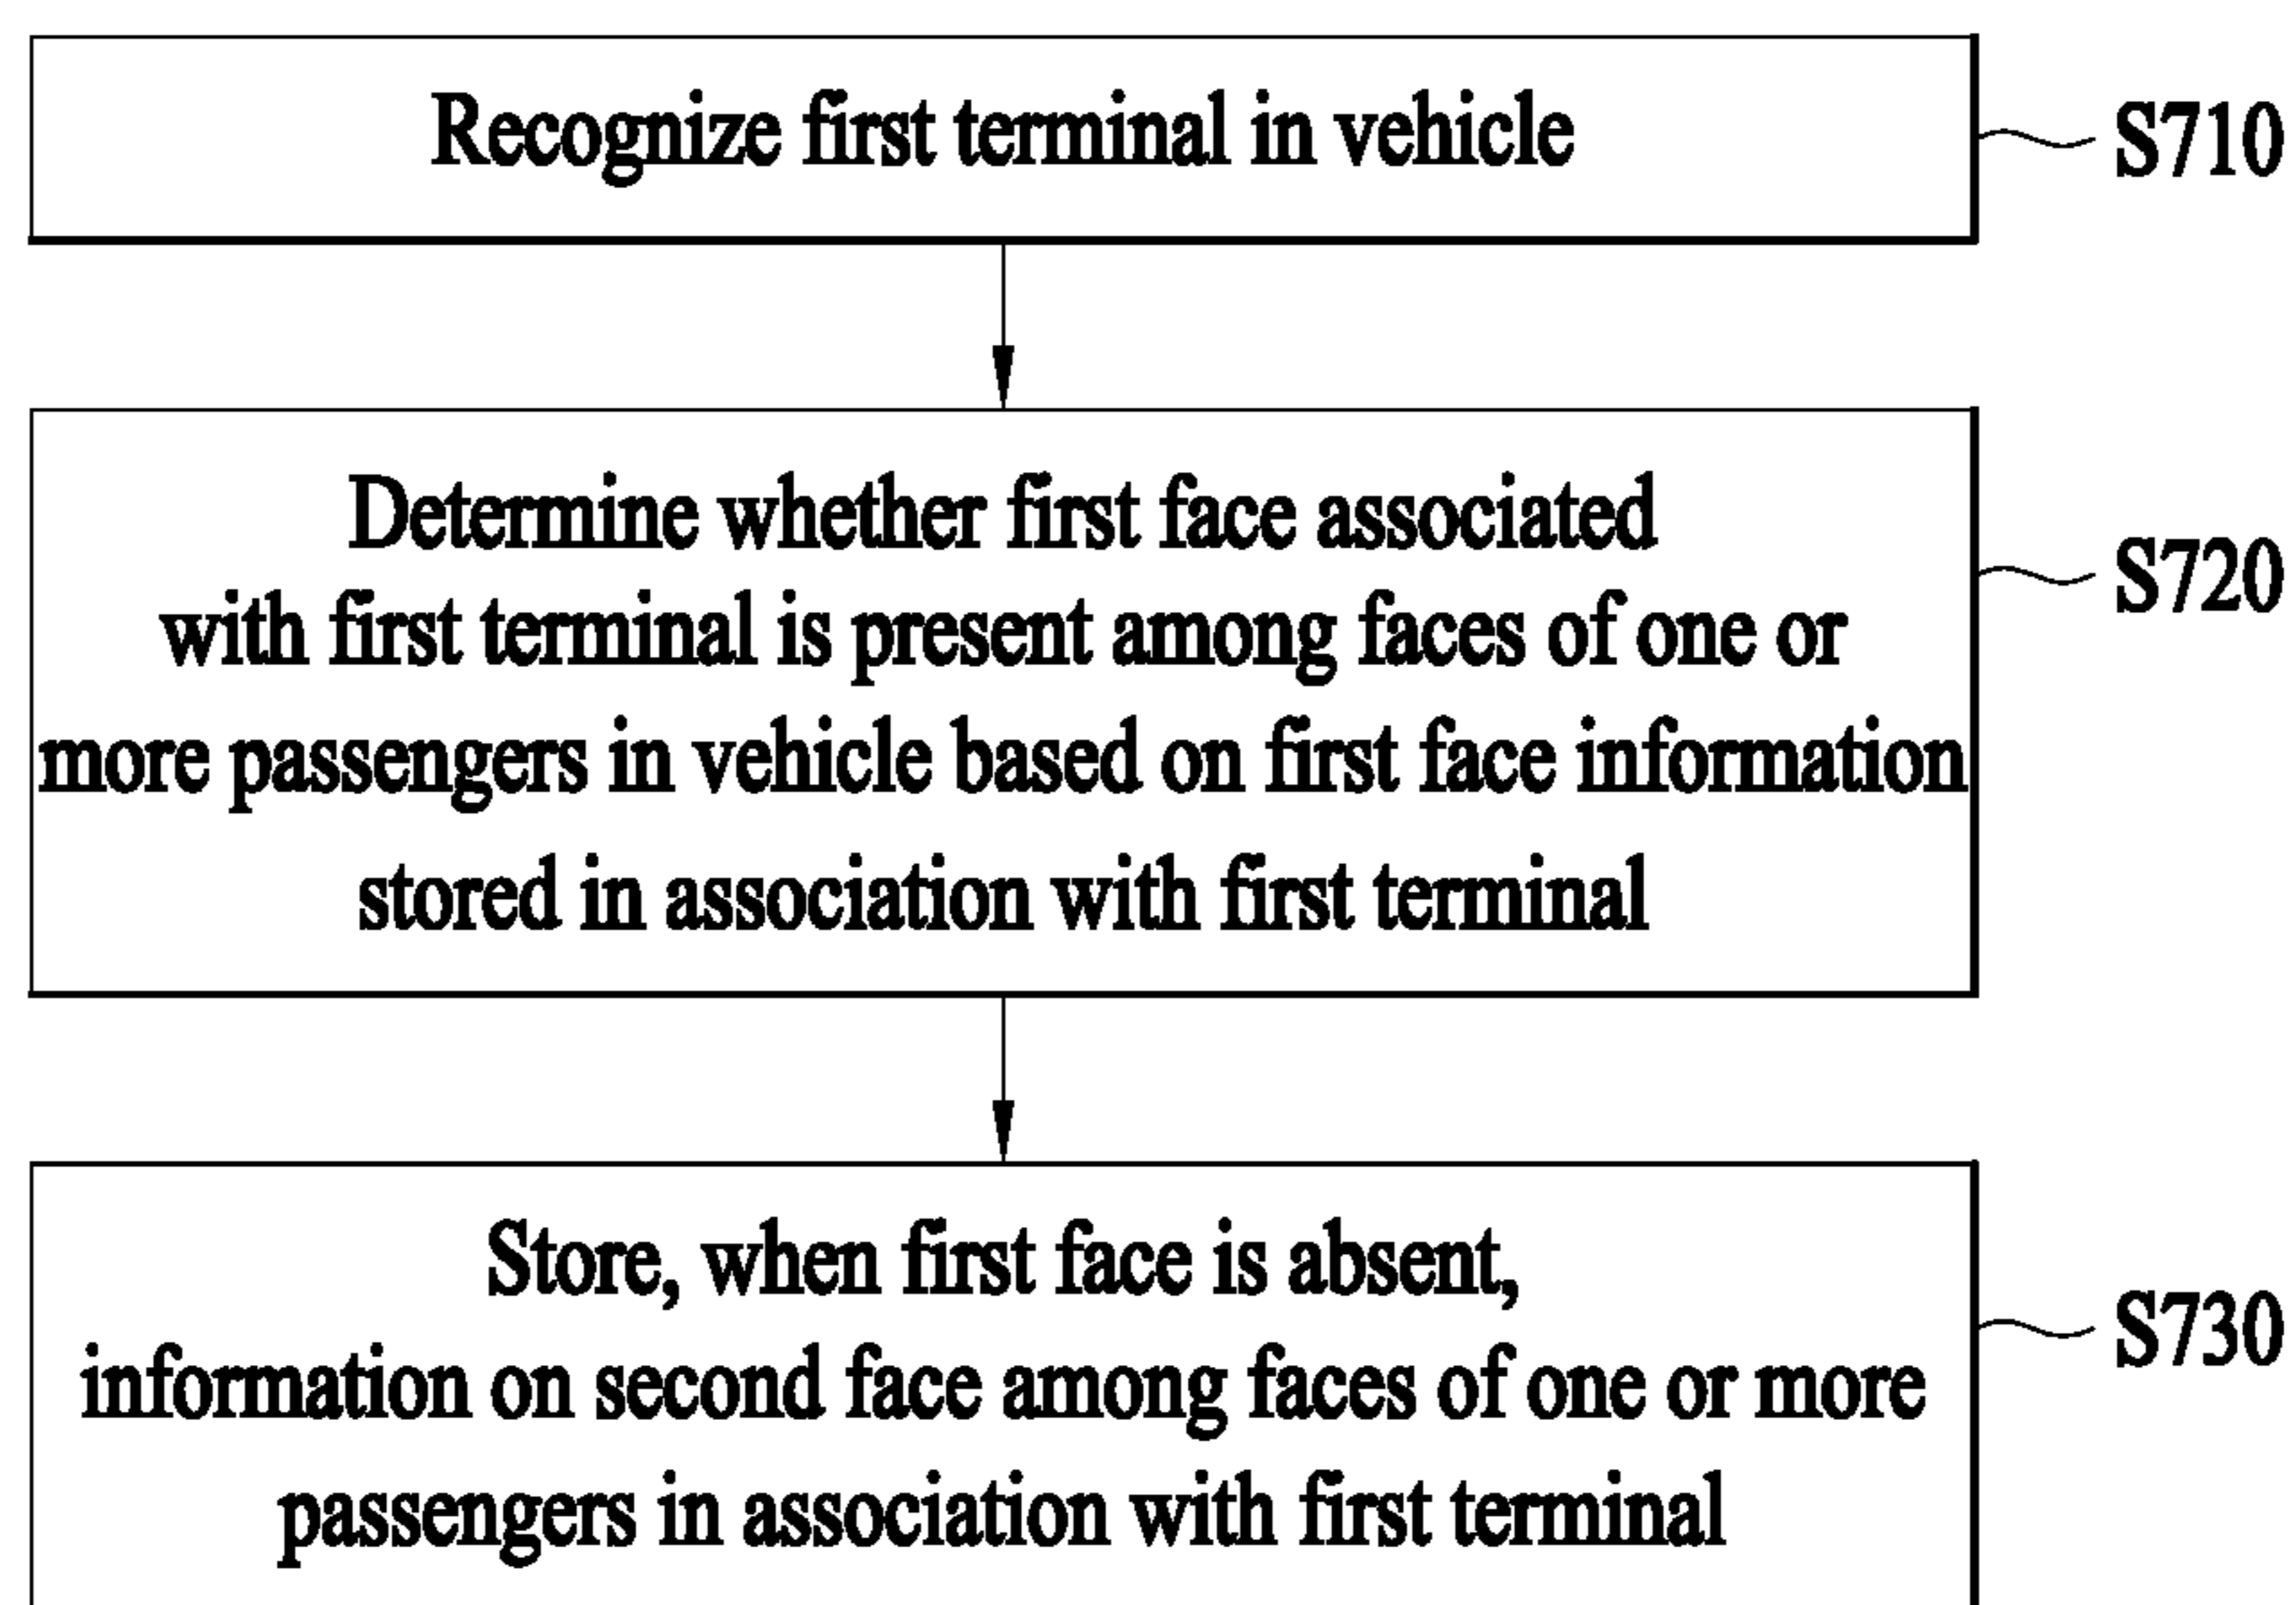 Recognize first terminal in vehicle
S710
Determine whether first face associated
with first terminal is present among faces of one or
more passengers in vehicle based on first face information
stored in association with first terminal
S720
Store, when first face is absent,
information on second face among faces of one or more
passengers in association with first terminal
S730